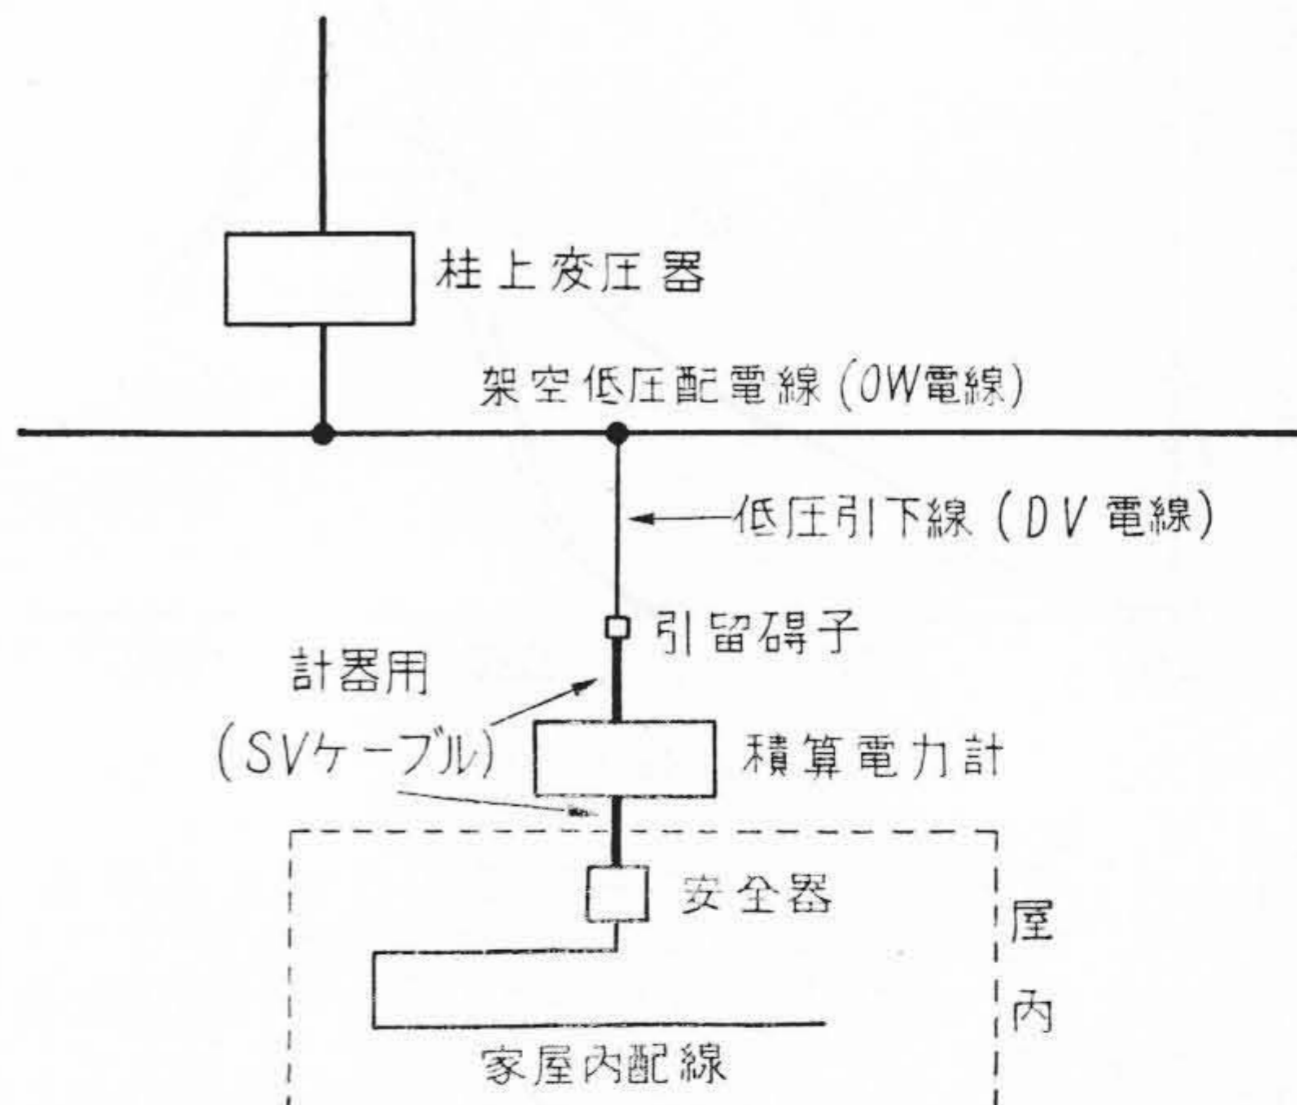 柱上変圧器
架空低圧配電線(OW電線)
低圧引下線(DV電線)
引留碍子
計器用
(SVケーブル)
積算電力計
安全器
屋内
家屋内配線